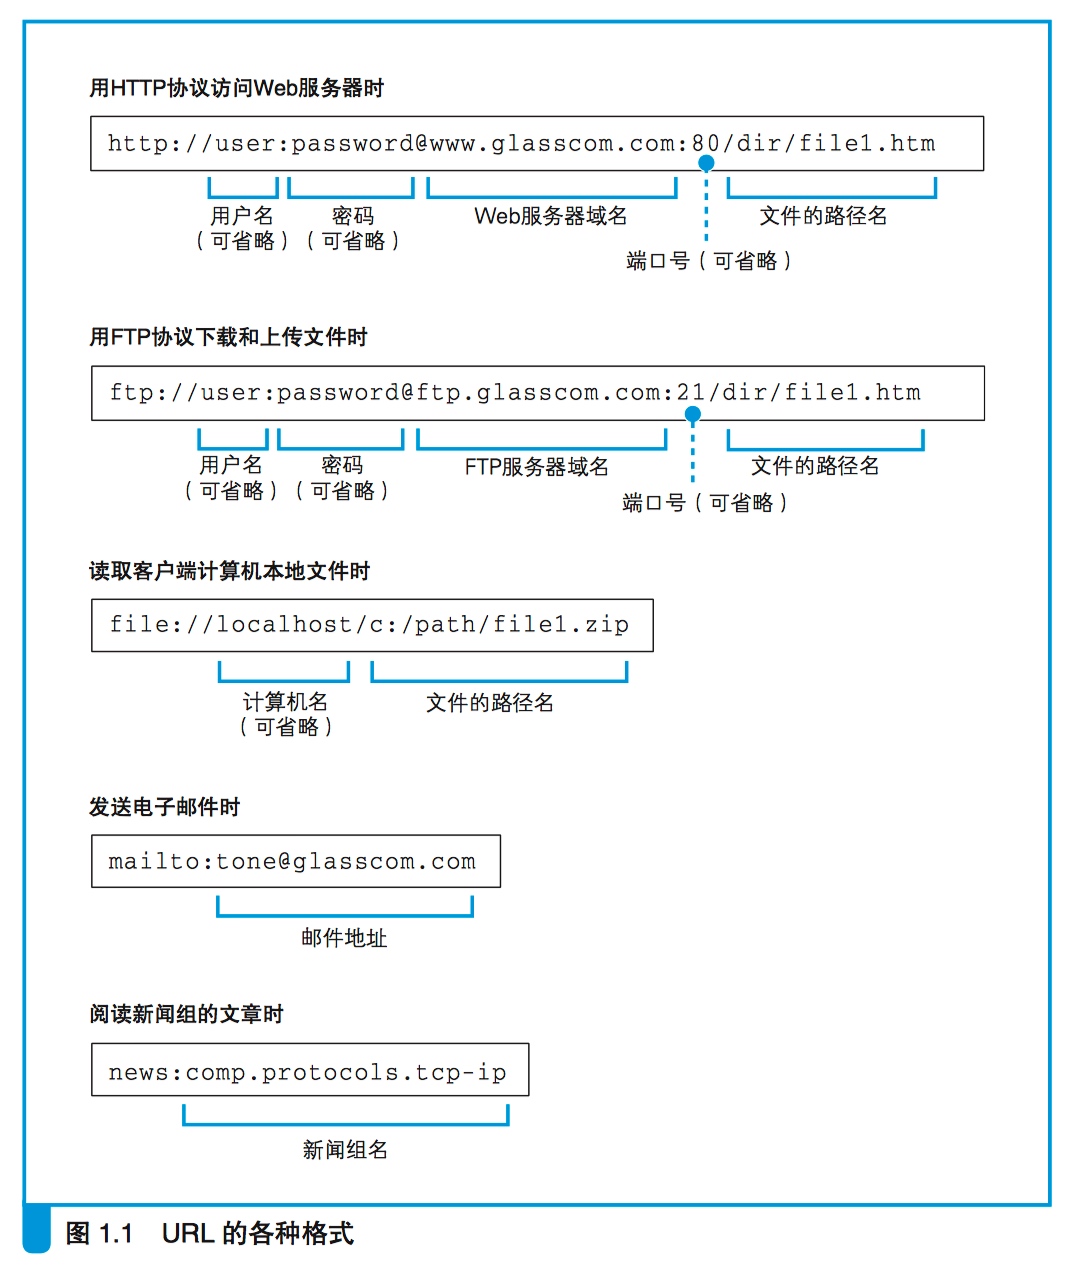 用HTTP协议访问Web服务器时
http://user:password@www.glasscom.com:80/dir/file1.htm
用户名 密码 Web服务器域名 文件的路径名
（可省略）（可省略）
端口号（可省略）
用FTP协议下载和上传文件时
ftp://user:password@ftp.glasscom.com:21/dir/file1.htm
用户名 密码 FTP服务器域名 文件的路径名
（可省略）（可省略）
端口号（可省略）
读取客户端计算机本地文件时
file://localhost/c:/path/file1.zip
计算机名 文件的路径名
（可省略）
发送电子邮件时
mailto:tone@glasscom.com
邮件地址
阅读新闻组的文章时
news:comp.protocols.tcp-ip
新闻组名
图 1.1 URL 的各种格式